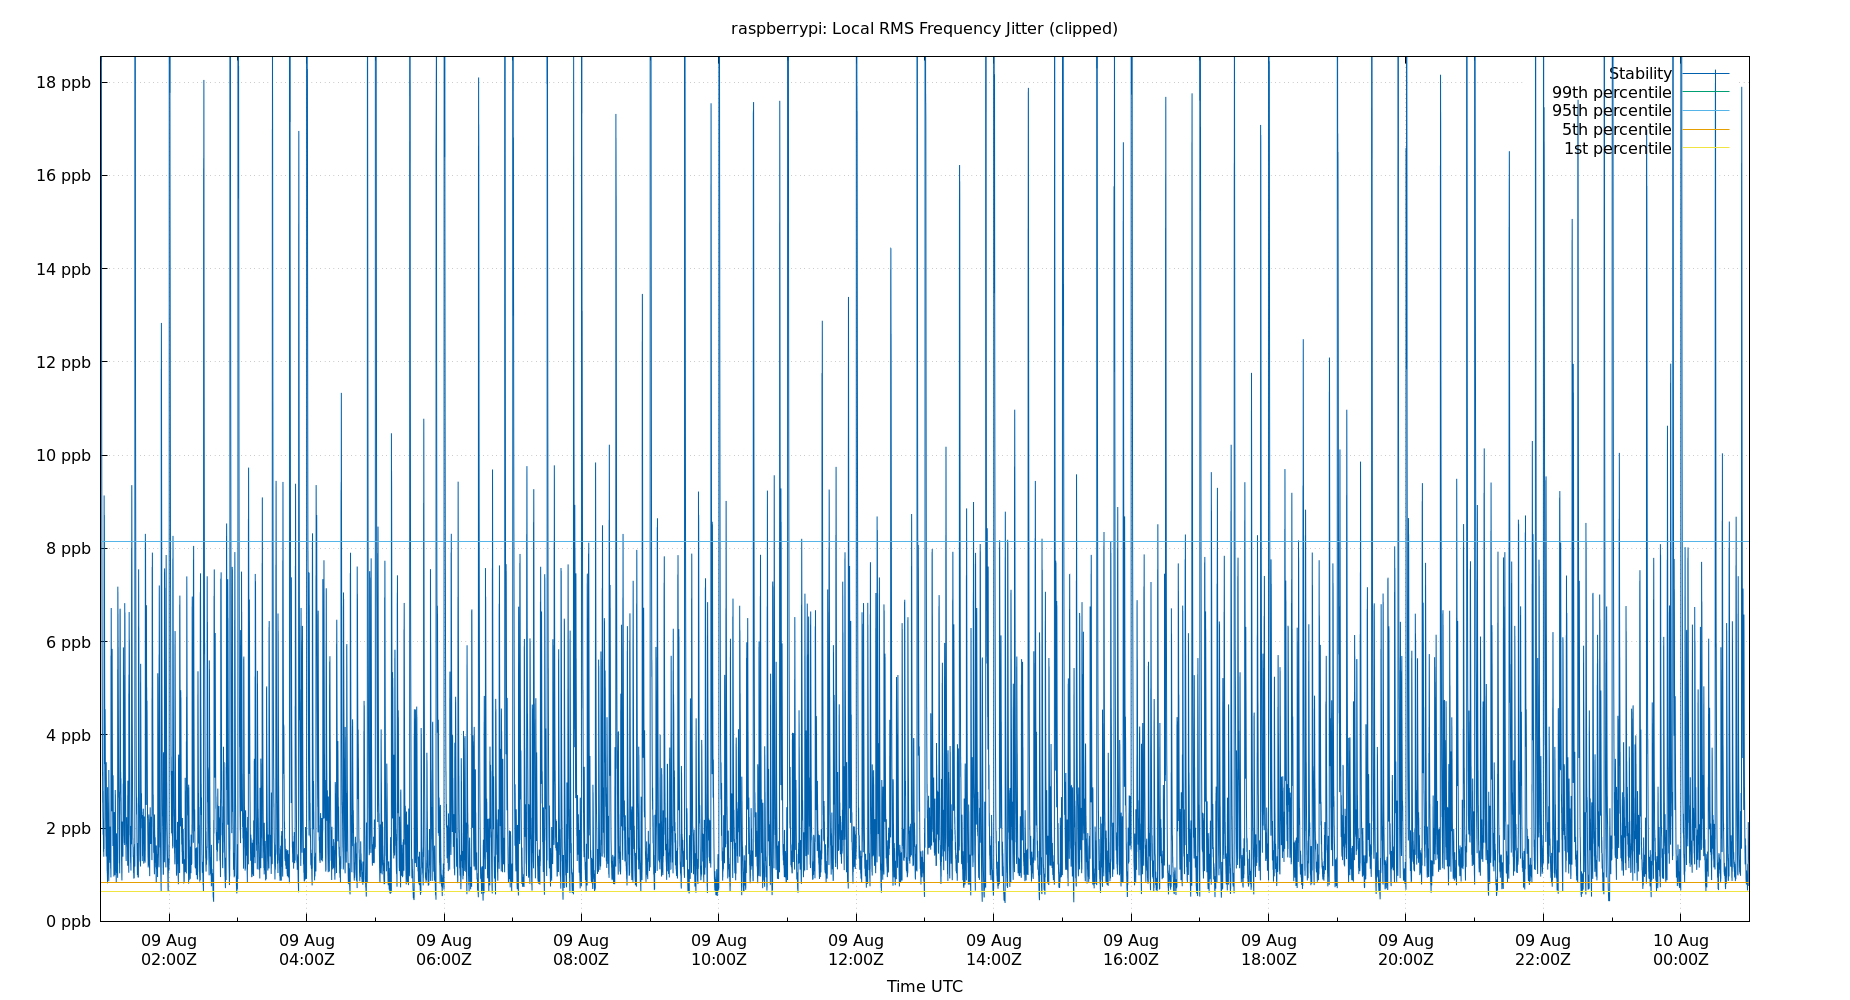 raspberrypi: Local RMS Frequency Jitter (clipped)
18 ppb
16 ppb
14 ppb
12 ppb
10 ppb
8 ppb
6 ppb
4 ppb
2 ppb
0 ppb
Stability
99th percentile
95th percentile
5th percentile
1st percentile
09 Aug 09 Aug 09 Aug 09 Aug 09 Aug 09 Aug 09 Aug 09 Aug 09 Aug 09 Aug 09 Aug 10 Aug
02:00Z 04:00Z 06:00Z 08:00Z 10:00Z 12:00Z 14:00Z 16:00Z 18:00Z 20:00Z 22:00Z 00:00Z
Time UTC